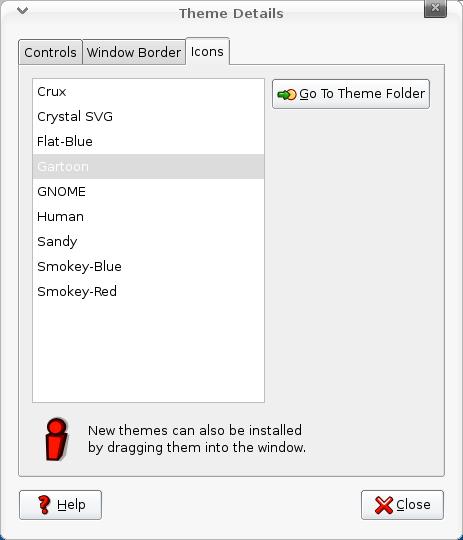 Theme Details
Controls
Window Border
Icons
Crux
Crystal SVG
Flat-Blue
Gartoon
GNOME
Human
Sandy
Smokey-Blue
Smokey-Red
Go To Theme Folder
New themes can also be installed
by dragging them into the window.
Help
Close